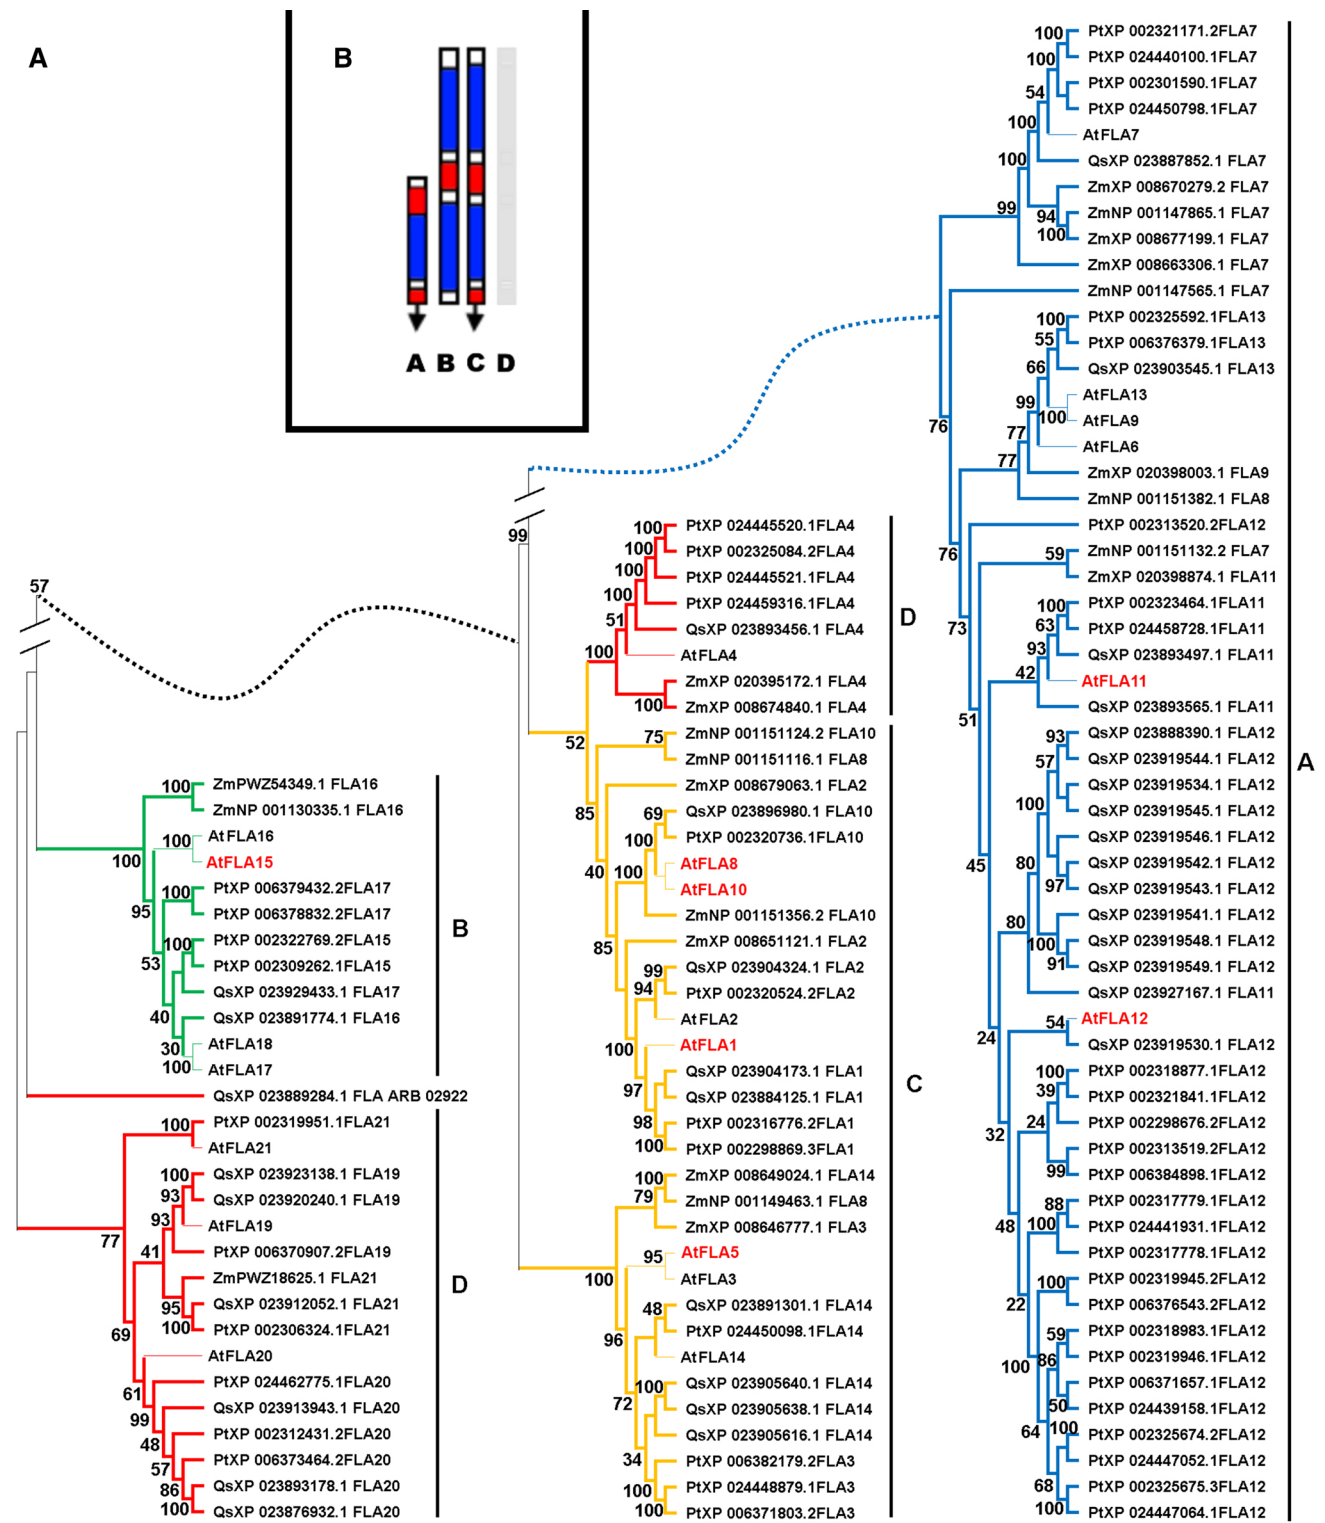 A
B
A B C D
57
100
ZmPWZ54349.1 FLA16
ZmNP 001130335.1 FLA16
100
AtFLA16
AtFLA15
100
100
PtXP 006379432.2FLA17
PtXP 006378832.2FLA17
95
100
PtXP 002322769.2FLA15
PtXP 002309262.1FLA15
53
QsXP 023929433.1 FLA17
QsXP 023891774.1 FLA16
40
AtFLA18
30
AtFLA17
100
B
QsXP 023889284.1 FLA ARB 02922
100
PtXP 002319951.1FLA21
AtFLA21
100
QsXP 023923138.1 FLA19
93
QsXP 023920240.1 FLA19
93
AtFLA19
77
41
PtXP 006370907.2FLA19
ZmPWZ18625.1 FLA21
95
QsXP 023912052.1 FLA21
100
PtXP 002306324.1FLA21
69
AtFLA20
61
PtXP 024462775.1FLA20
99
QsXP 023913943.1 FLA20
48
PtXP 002312431.2FLA20
57
PtXP 006373464.2FLA20
86
QsXP 023893178.1 FLA20
100
QsXP 023876932.1 FLA20
D
99
100
PtXP 024445520.1FLA4
100
PtXP 002325084.2FLA4
100
PtXP 024445521.1FLA4
100
PtXP 024459316.1FLA4
51
QsXP 023893456.1 FLA4
100
AtFLA4
ZmXP 020395172.1 FLA4
100
ZmXP 008674840.1 FLA4
D
52
75
ZmNP 001151124.2 FLA10
ZmNP 001151116.1 FLA8
ZmXP 008679063.1 FLA2
85
69
QsXP 023896980.1 FLA10
PtXP 002320736.1FLA10
100
AtFLA8
40
100
AtFLA10
ZmNP 001151356.2 FLA10
85
ZmXP 008651121.1 FLA2
99
QsXP 023904324.1 FLA2
94
PtXP 002320524.2FLA2
AtFLA2
100
AtFLA1
QsXP 023904173.1 FLA1
97
QsXP 023884125.1 FLA1
98
PtXP 002316776.2FLA1
100
PtXP 002298869.3FLA1
C
100
ZmXP 008649024.1 FLA14
79
ZmNP 001149463.1 FLA8
ZmXP 008646777.1 FLA3
95
AtFLA5
100
AtFLA3
48
QsXP 023891301.1 FLA14
96
PtXP 024450098.1FLA14
AtFLA14
100
QsXP 023905640.1 FLA14
72
QsXP 023905638.1 FLA14
QsXP 023905616.1 FLA14
34
PtXP 006382179.2FLA3
100
PtXP 024448879.1FLA3
100
PtXP 006371803.2FLA3
100
PtXP 002321171.2FLA7
100
PtXP 024440100.1FLA7
54
PtXP 002301590.1FLA7
PtXP 024450798.1FLA7
100
AtFLA7
100
QsXP 023887852.1 FLA7
ZmXP 008670279.2 FLA7
99
94
ZmNP 001147865.1 FLA7
100
ZmXP 008677199.1 FLA7
ZmXP 008663306.1 FLA7
ZmNP 001147565.1 FLA7
100
PtXP 002325592.1FLA13
55
PtXP 006376379.1FLA13
66
QsXP 023903545.1 FLA13
AtFLA13
99
100
AtFLA9
76
77
AtFLA6
77
ZmXP 020398003.1 FLA9
ZmNP 001151382.1 FLA8
PtXP 002313520.2FLA12
76
59
ZmNP 001151132.2 FLA7
ZmXP 020398874.1 FLA11
100
PtXP 002323464.1FLA11
73
63
PtXP 024458728.1FLA11
93
QsXP 023893497.1 FLA11
42
AtFLA11
QsXP 023893565.1 FLA11
51
93
QsXP 023888390.1 FLA12
57
QsXP 023919544.1 FLA12
A
QsXP 023919534.1 FLA12
100
QsXP 023919545.1 FLA12
QsXP 023919546.1 FLA12
45
80
QsXP 023919542.1 FLA12
97
QsXP 023919543.1 FLA12
80
QsXP 023919541.1 FLA12
100
QsXP 023919548.1 FLA12
91
QsXP 023919549.1 FLA12
QsXP 023927167.1 FLA11
54
AtFLA12
24
QsXP 023919530.1 FLA12
100
PtXP 002318877.1FLA12
39
PtXP 002321841.1FLA12
24
PtXP 002298676.2FLA12
32
PtXP 002313519.2FLA12
99
PtXP 006384898.1FLA12
88
PtXP 002317779.1FLA12
48
100
PtXP 024441931.1FLA12
PtXP 002317778.1FLA12
100
PtXP 002319945.2FLA12
22
PtXP 006376543.2FLA12
59
PtXP 002318983.1FLA12
100
86
PtXP 002319946.1FLA12
PtXP 006371657.1FLA12
50
PtXP 024439158.1FLA12
64
100
PtXP 002325674.2FLA12
PtXP 024447052.1FLA12
68
PtXP 002325675.3FLA12
100
PtXP 024447064.1FLA12